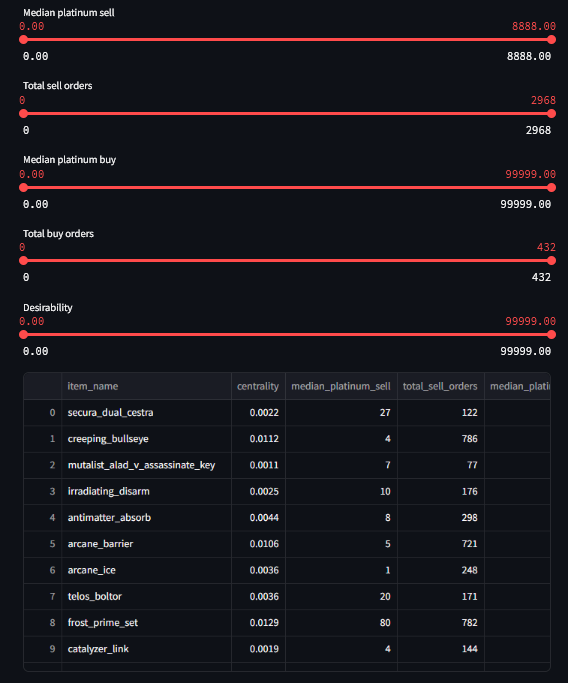 Median platinum sell
0.00 8888.00
0.00 8888.00
Total sell orders
0 2968
0 2968
Median platinum buy
0.00 99999.00
0.00 99999.00
Total buy orders
0 432
0 432
Desirability
0.00 99999.00
0.00 99999.00
item_name centrality median_platinum_sell total_sell_orders median_plati
0 secura_dual_cestra 0.0022 27 122
1 creeping_bullseye 0.0112 4 786
2 mutalist_alad_v_assassinate_key 0.0011 7 77
3 irradiating_disarm 0.0025 10 176
4 antimatter_absorb 0.0044 8 298
5 arcane_barrier 0.0106 5 721
6 arcane_ice 0.0036 1 248
7 telos_boltor 0.0036 20 171
8 frost_prime_set 0.0129 80 782
9 catalyzer_link 0.0019 4 144